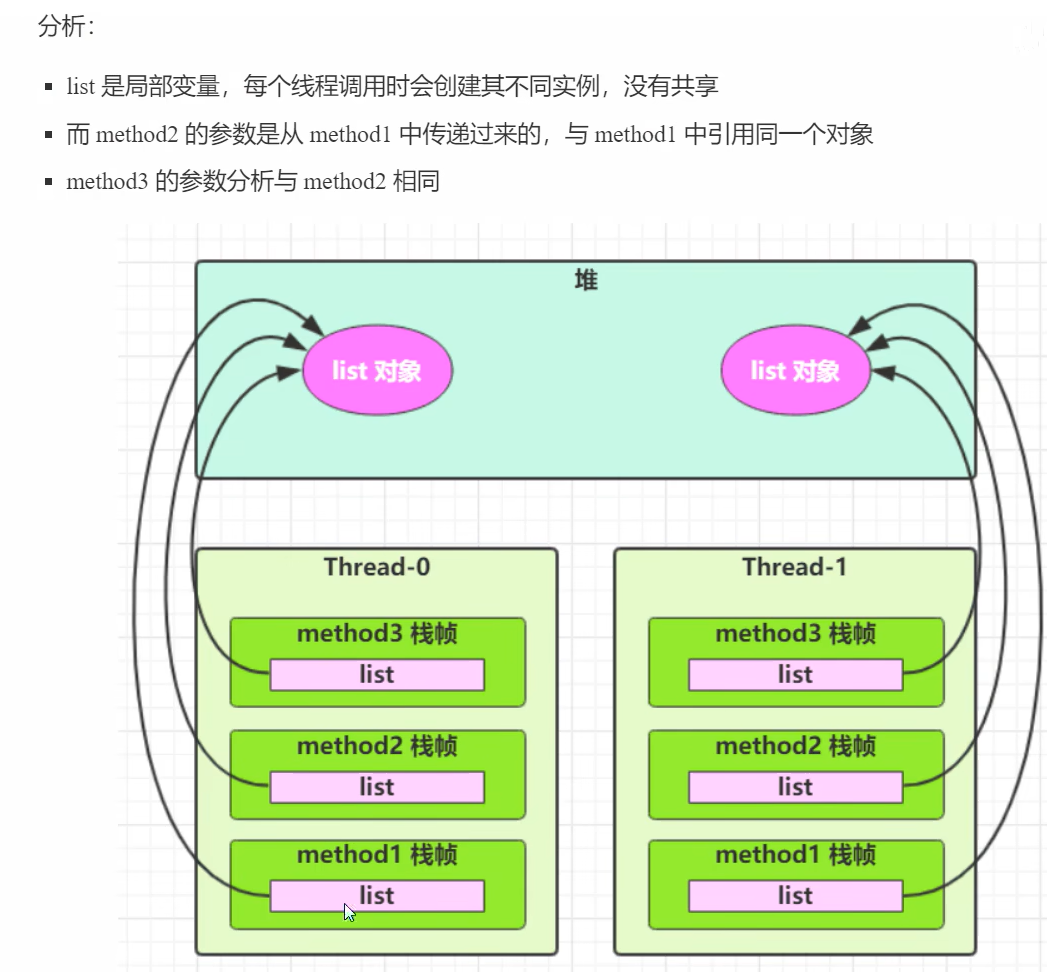 分析：
▪ list 是局部变量，每个线程调用时会创建其不同实例，没有共享
▪ 而 method2 的参数是从 method1 中传递过来的，与 method1 中引用同一个对象
▪ method3 的参数分析与 method2 相同
堆
list 对象
list 对象
Thread-0
method3 栈帧
list
method2 栈帧
list
method1 栈帧
list
Thread-1
method3 栈帧
list
method2 栈帧
list
method1 栈帧
list